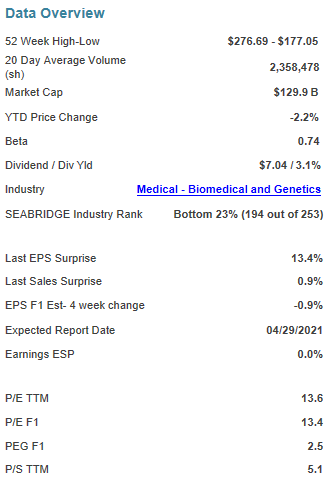 Data Overview
52 Week High-Low $276.69 - $177.05
20 Day Average Volume
(sh) 2,358,478
Market Cap $129.9 B
YTD Price Change -2.2%
Beta 0.74
Dividend / Div Yld $7.04 / 3.1%
Industry Medical - Biomedical and Genetics
SEABRIDGE Industry Rank Bottom 23% (194 out of 253)
Last EPS Surprise 13.4%
Last Sales Surprise 0.9%
EPS F1 Est- 4 week change -0.9%
Expected Report Date 04/29/2021
Earnings ESP 0.0%
P/E TTM 13.6
P/E F1 13.4
PEG F1 2.5
P/S TTM 5.1